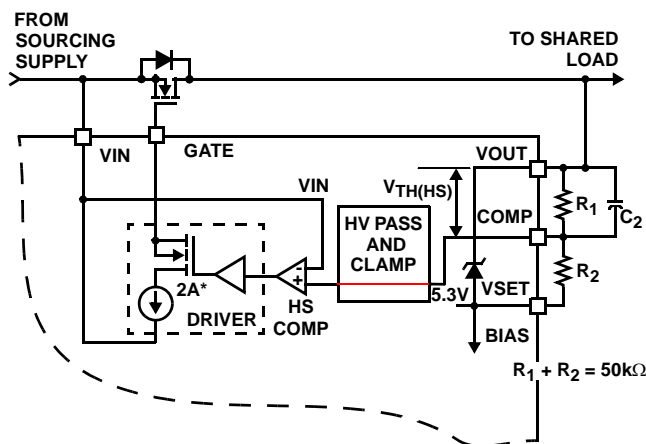 FROM
SOURCING
SUPPLY
TO SHARED
LOAD
VIN
GATE
VOUT
VIN
VTH(HS)
COMP
R1
C2
HV PASS
AND
CLAMP
R2
2A*
-
+
5.3V
VSET
DRIVER
HS
COMP
BIAS
R1 + R2 = 50kΩ